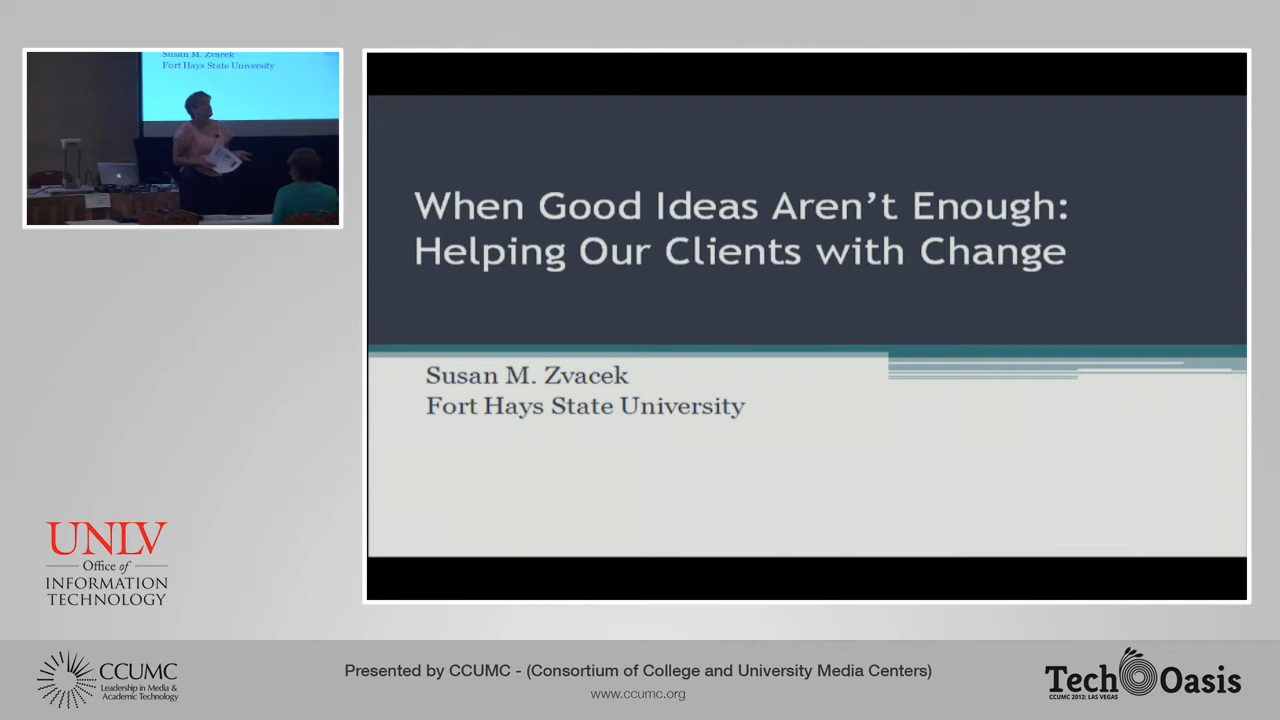 Susan M. Zvacek
Fort Hays State University
When Good Ideas Aren’t Enough:
Helping Our Clients with Change
Susan M. Zvacek
Fort Hays State University
UNLV
Office of
INFORMATION
TECHNOLOGY
CCUMC
Leadership in Media &
Academic Technology
Presented by CCUMC - (Consortium of College and University Media Centers)
www.ccumc.org
Tech Oasis
CCUMC 2012: LAS VEGAS